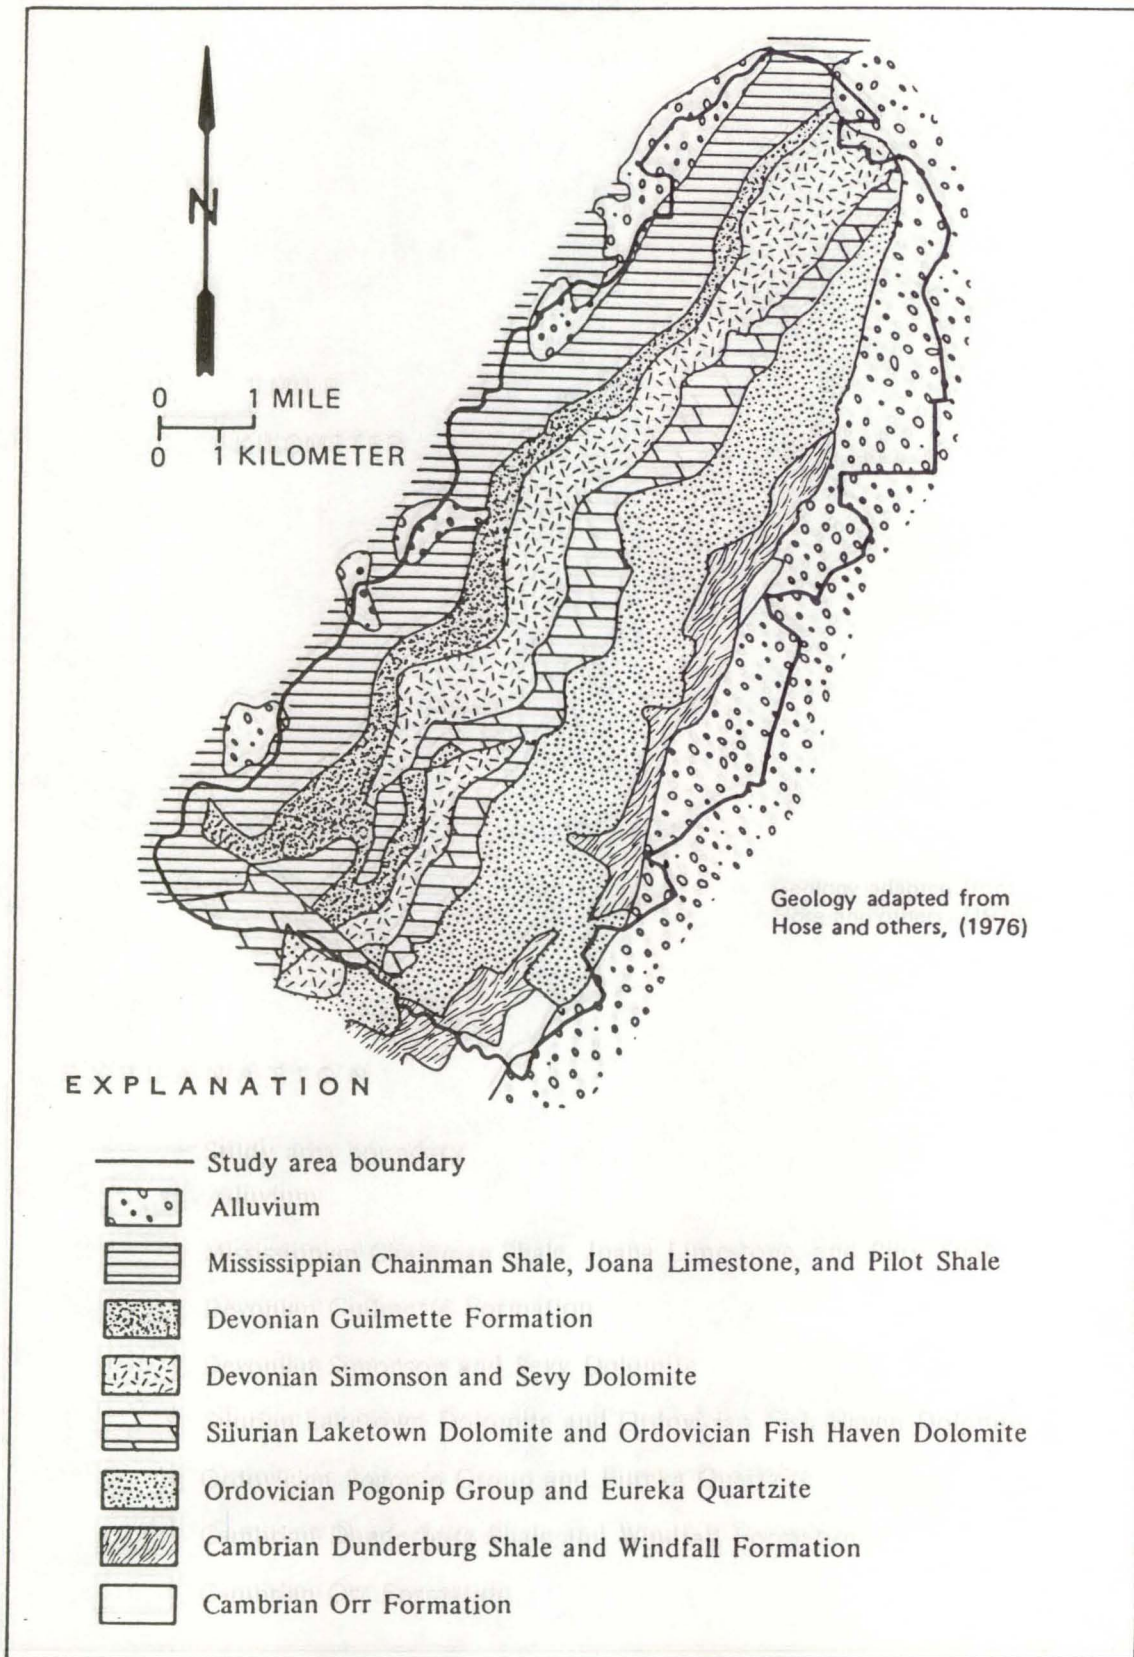 N
0 1 MILE
0 1 KILOMETER
Geology adapted from
Hose and others, (1976)
EXPLANATION
Study area boundary
Alluvium
Mississippian Chainman Shale, Joana Limestone, and Pilot Shale
Devonian Guilmette Formation
Devonian Simonson and Sevy Dolomite
Silurian Laketown Dolomite and Ordovician Fish Haven Dolomite
Ordovician Pogonip Group and Eureka Quartzite
Cambrian Dunderburg Shale and Windfall Formation
Cambrian Orr Formation